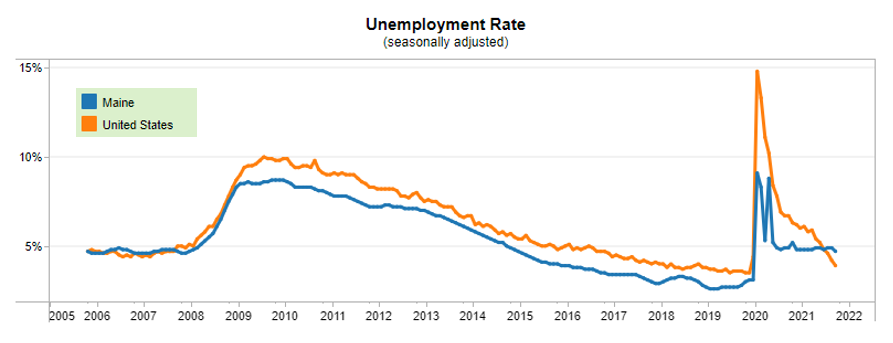 Unemployment Rate
(seasonally adjusted)
15%
Maine
United States
10%
5%
2005 2006 2007 2008 2009 2010 2011 2012 2013 2014 2015 2016 2017 2018 2019 2020 2021 2022